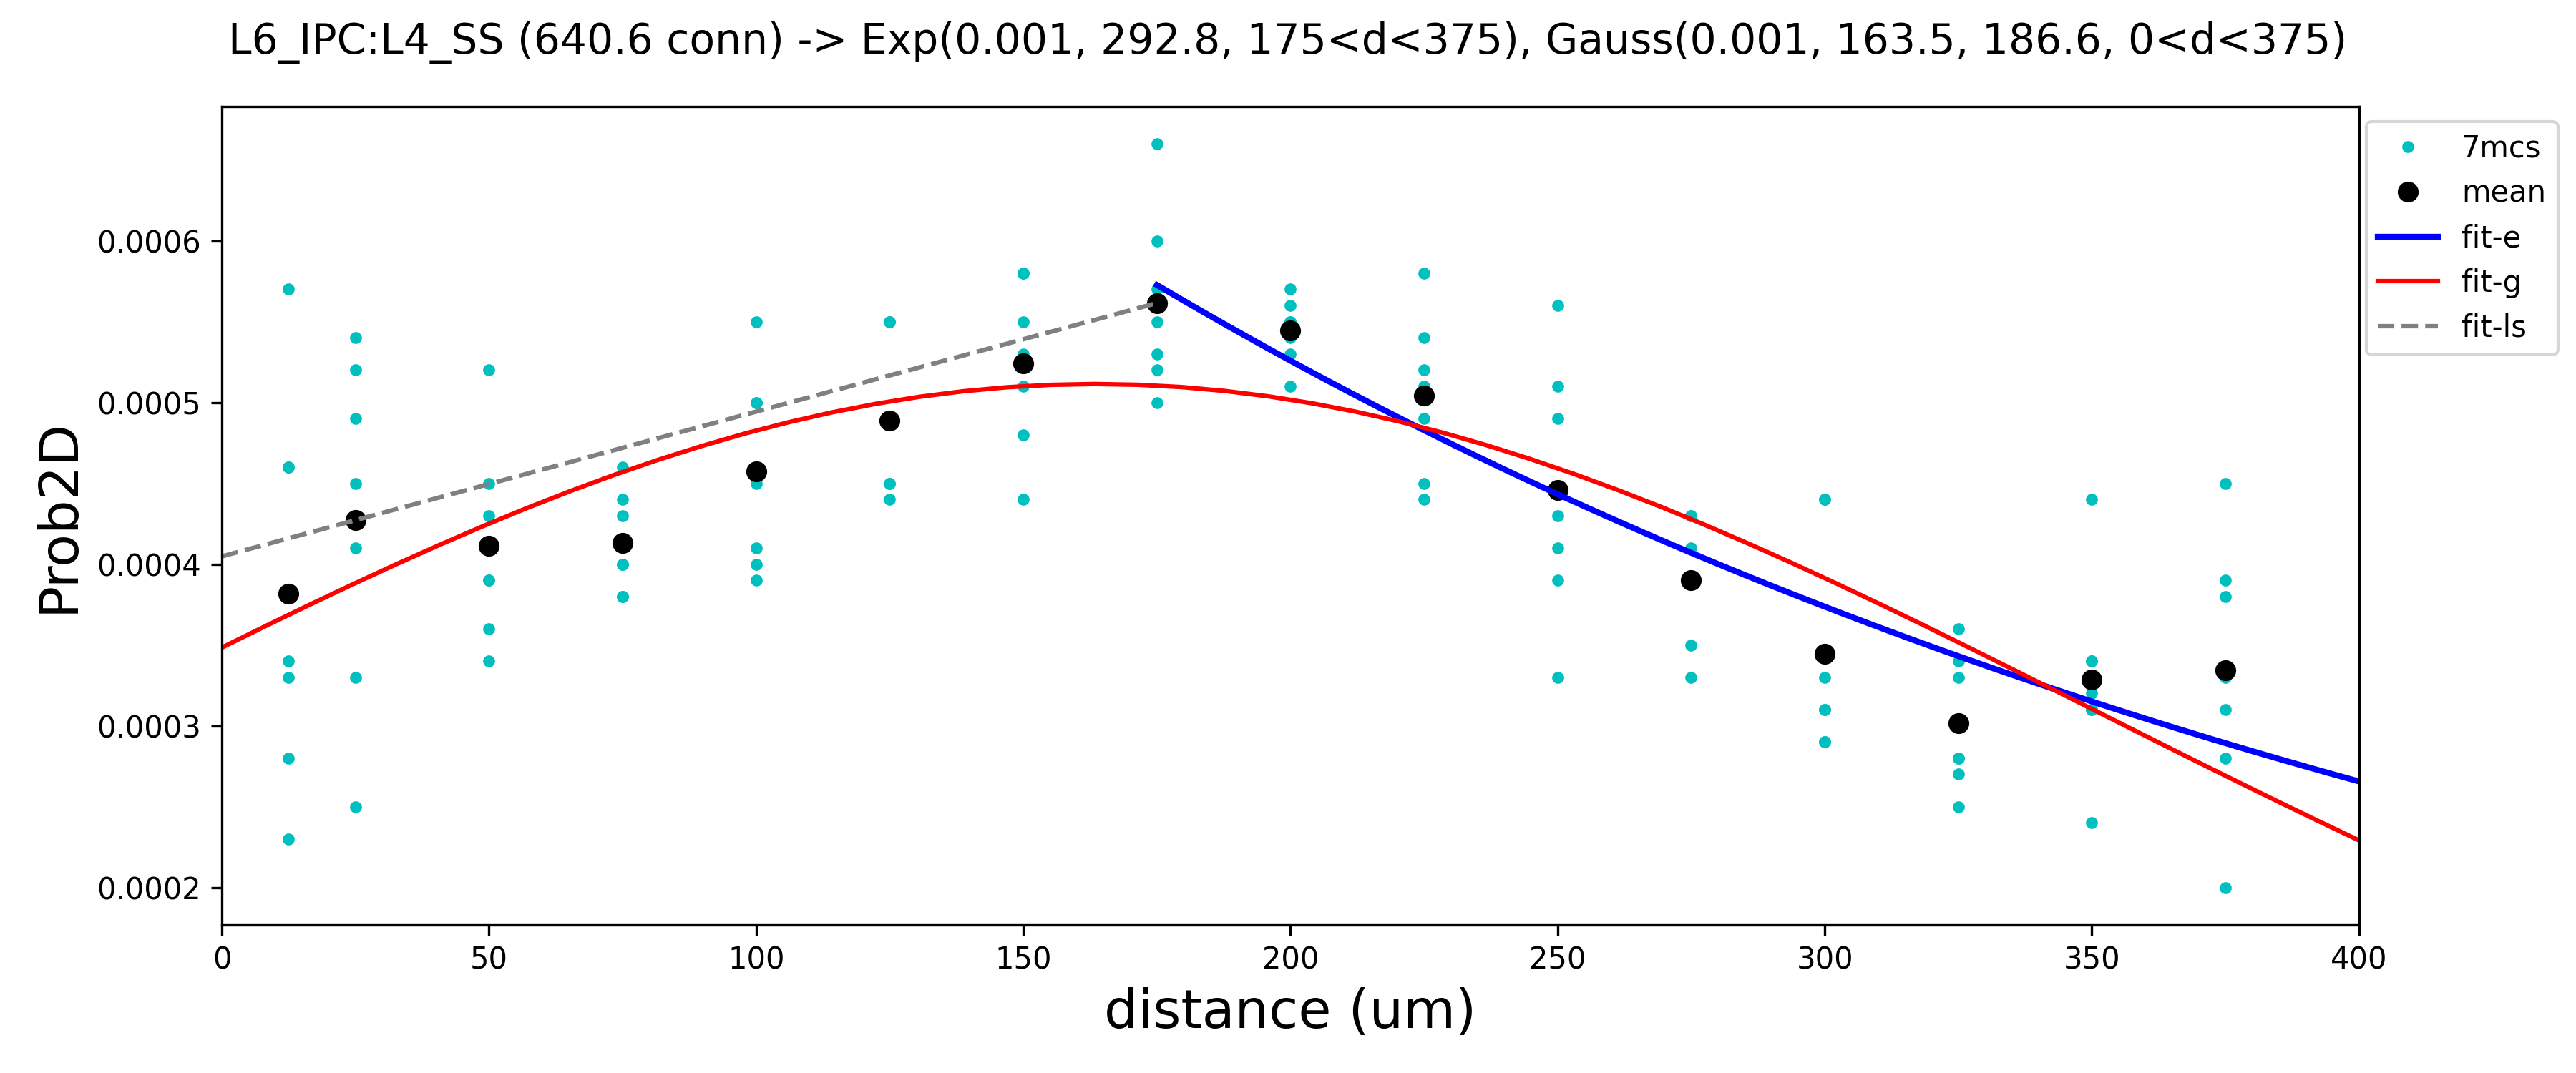 L6_IPC:L4_SS (640.6 conn) -> Exp(0.001, 292.8, 175<d<375), Gauss(0.001, 163.5, 186.6, 0<d<375)
7mcs
mean
fit-e
fit-g
fit-ls
Prob2D
0.0006
0.0005
0.0004
0.0003
0.0002
0 50 100 150 200 250 300 350 400
distance (um)